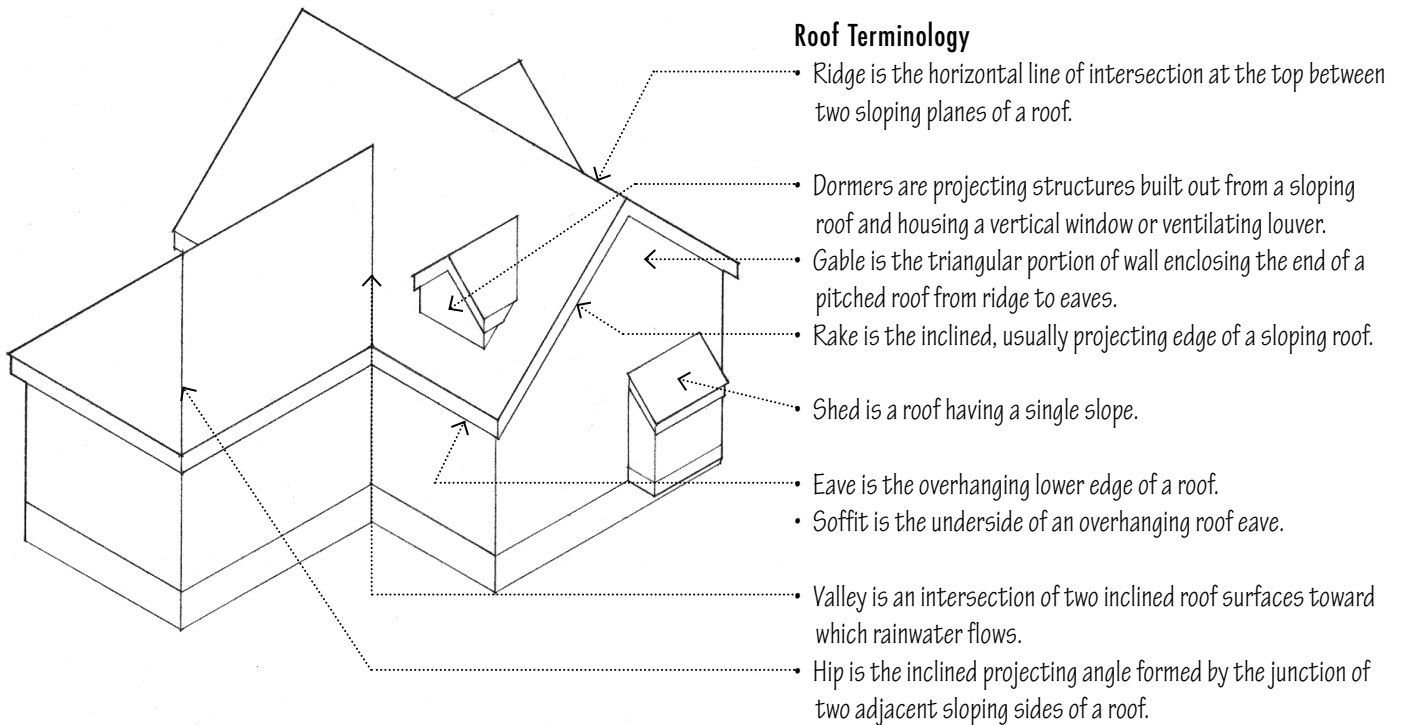 Roof Terminology
• Ridge is the horizontal line of intersection at the top between
two sloping planes of a roof.
• Dormers are projecting structures built out from a sloping
roof and housing a vertical window or ventilating louver.
• Gable is the triangular portion of wall enclosing the end of a
pitched roof from ridge to eaves.
• Rake is the inclined, usually projecting edge of a sloping roof.
• Shed is a roof having a single slope.
• Eave is the overhanging lower edge of a roof.
• Soffit is the underside of an overhanging roof eave.
• Valley is an intersection of two inclined roof surfaces toward
which rainwater flows.
• Hip is the inclined projecting angle formed by the junction of
two adjacent sloping sides of a roof.